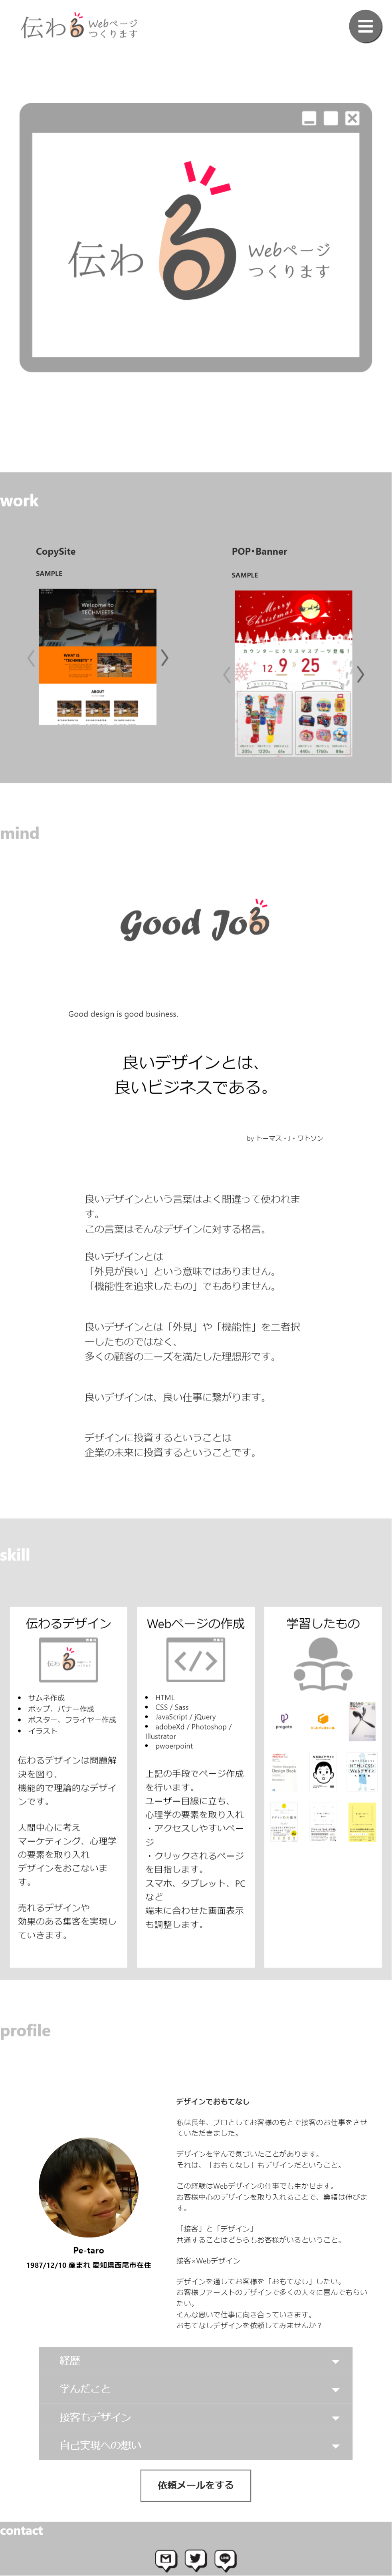 伝わる Webページ
つくります
伝わる Webページ
つくります
work
CopySite
SAMPLE
Welcome to
TECHMEETS
WHAT IS
"TECHMEETS" ?
ABOUT
POP・Banner
SAMPLE
Merry
Christmas
カウンターにクリスマスブーツ登場!
12.9 25
mind
Good Job
Good design is good business.
良いデザインとは、
良いビジネスである。
by トーマス・J・ワトソン
良いデザインという言葉はよく間違って使われま
す。
この言葉はそんなデザインに対する格言。
良いデザインとは
「外見が良い」という意味ではありません。
「機能性を追求したもの」でもありません。
良いデザインとは「外見」や「機能性」を二者択
一したものではなく、
多くの顧客のニーズを満たした理想形です。
良いデザインは、良い仕事に繋がります。
デザインに投資するということは
企業の未来に投資するということです。
skill
伝わるデザイン
伝わる Webページ
つくります
• サムネ作成
• ポップ、バナー作成
• ポスター、フライヤー作成
• イラスト
伝わるデザインは問題解
決を図り、
機能的で理論的なデザイ
ンです。
人間中心に考え
マーケティング、心理学
の要素を取り入れ
デザインをおこないま
す。
売れるデザインや
効果のある集客を実現し
ていきます。
Webページの作成
</>
• HTML
• CSS / Sass
• JavaScript / jQuery
• adobeXd / Photoshop /
Illustrator
• pwoerpoint
上記の手段でページ作成
を行います。
ユーザー目線に立ち、
心理学の要素を取り入れ
・アクセスしやすいペー
ジ
・クリックされるページ
を目指します。
スマホ、タブレット、PC
など
端末に合わせた画面表示
も調整します。
学習したもの
progate
HTML・CSS・
Webデザイン
profile
Pe-taro
1987/12/10 産まれ 愛知県西尾市在住
デザインでおもてなし
私は長年、プロとしてお客様のもとで接客のお仕事をさせ
ていただきました。
デザインを学んで気づいたことがあります。
それは、「おもてなし」もデザインだということ。
この経験はWebデザインの仕事でも生かせます。
お客様中心のデザインを取り入れることで、業績は伸びま
す。
「接客」と「デザイン」
共通することはどちらもお客様がいるということ。
接客×Webデザイン
デザインを通してお客様を「おもてなし」したい。
お客様ファーストのデザインで多くの人々に喜んでもらい
たい。
そんな思いで仕事に向き合っていきます。
おもてなしデザインを依頼してみませんか？
経歴
学んだこと
接客もデザイン
自己実現への想い
依頼メールをする
contact